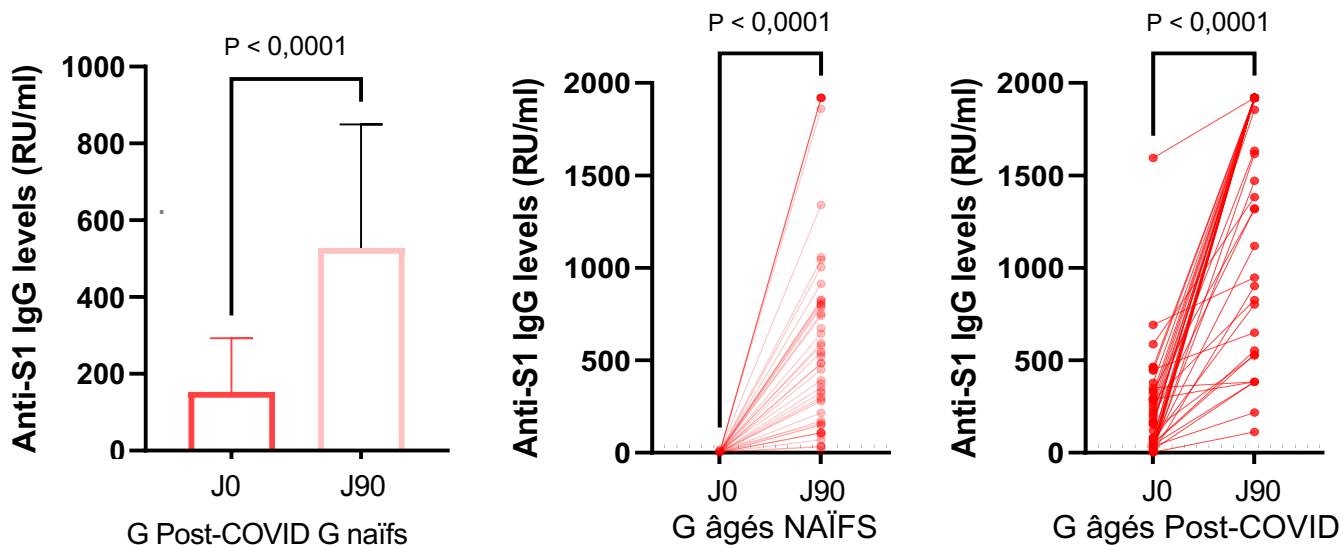 P < 0,0001
Anti-S1 IgG levels (RU/ml)
1000
800
600
400
200
0
J0 J90
G Post-COVID G naïfs
P < 0,0001
Anti-S1 IgG levels (RU/ml)
2000
1500
1000
500
0
J0 J90
G âgés NAÏFS
P < 0,0001
Anti-S1 IgG levels (RU/ml)
2000
1500
1000
500
0
J0 J90
G âgés Post-COVID